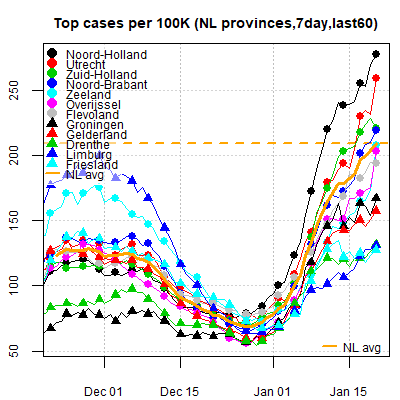 Top cases per 100K (NL provinces,7day,last60)
Noord-Holland
Utrecht
Zuid-Holland
Noord-Brabant
Zeeland
Overijssel
Flevoland
Groningen
Gelderland
Drenthe
Limburg
Friesland
NL avg
250
200
150
100
50
NL avg
Dec 01 Dec 15 Jan 01 Jan 15